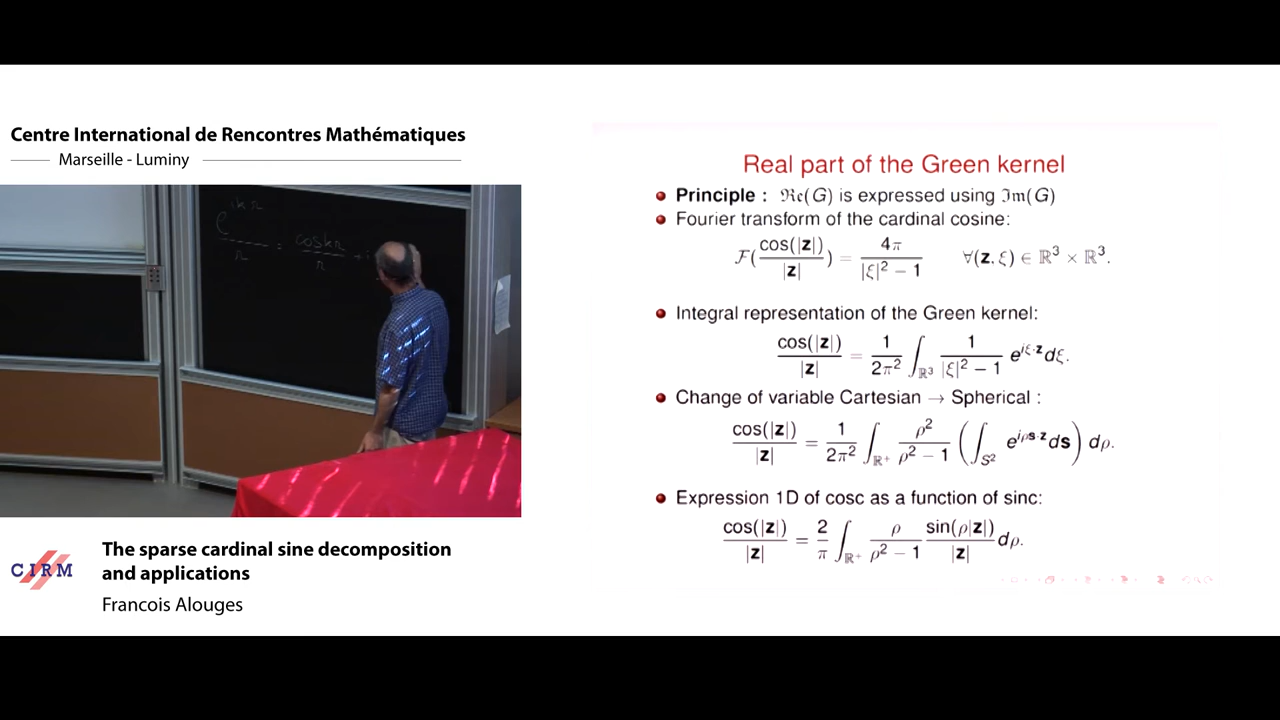 Centre International de Rencontres Mathématiques
Marseille - Luminy
e^{ikr}/r = cos kr/r + i
The sparse cardinal sine decomposition
and applications
CIRM
Francois Alouges
Real part of the Green kernel
• Principle : ℜe(G) is expressed using ℑm(G)
• Fourier transform of the cardinal cosine:
F(cos(|z|)/|z|) = 4π/(|ξ|² − 1) ∀(z, ξ) ∈ ℝ³ × ℝ³.
• Integral representation of the Green kernel:
cos(|z|)/|z| = 1/(2π²) ∫_{ℝ³} 1/(|ξ|² − 1) e^{iξ·z} dξ.
• Change of variable Cartesian → Spherical :
cos(|z|)/|z| = 1/(2π²) ∫_{ℝ⁺} ρ²/(ρ² − 1) (∫_{S²} e^{iρs·z} ds) dρ.
• Expression 1D of cosc as a function of sinc:
cos(|z|)/|z| = 2/π ∫_{ℝ⁺} ρ/(ρ² − 1) sin(ρ|z|)/|z| dρ.